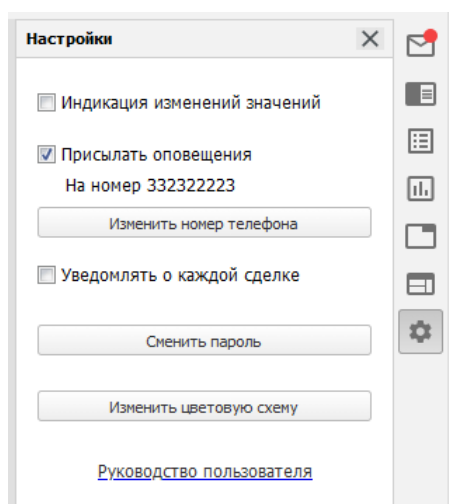 Настройки
Индикация изменений значений
Присылать оповещения
На номер 332322223
Изменить номер телефона
Уведомлять о каждой сделке
Сменить пароль
Изменить цветовую схему
Руководство пользователя